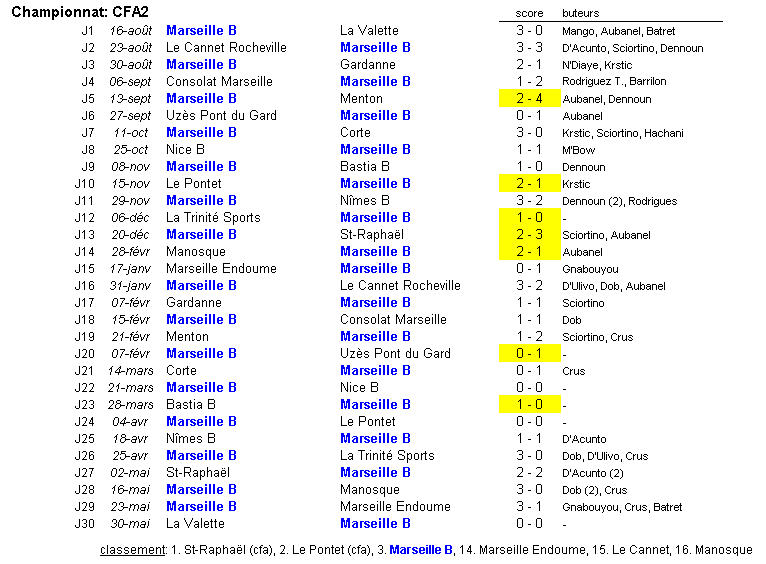 Championnat: CFA2 score buteurs
J1 16-août Marseille B La Valette 3 - 0 Mango, Aubanel, Batret
J2 23-août Le Cannet Rocheville Marseille B 3 - 3 D'Acunto, Sciortino, Dennoun
J3 30-août Marseille B Gardanne 2 - 1 N'Diaye, Krstic
J4 06-sept Consolat Marseille Marseille B 1 - 2 Rodriguez T., Barrilon
J5 13-sept Marseille B Menton 2 - 4 Aubanel, Dennoun
J6 27-sept Uzès Pont du Gard Marseille B 0 - 1 Aubanel
J7 11-oct Marseille B Corte 3 - 0 Krstic, Sciortino, Hachani
J8 25-oct Nice B Marseille B 1 - 1 M'Bow
J9 08-nov Marseille B Bastia B 1 - 0 Dennoun
J10 15-nov Le Pontet Marseille B 2 - 1 Krstic
J11 29-nov Marseille B Nîmes B 3 - 2 Dennoun (2), Rodrigues
J12 06-déc La Trinité Sports Marseille B 1 - 0 -
J13 20-déc Marseille B St-Raphaël 2 - 3 Sciortino, Aubanel
J14 28-févr Manosque Marseille B 2 - 1 Aubanel
J15 17-janv Marseille Endoume Marseille B 0 - 1 Gnabouyou
J16 31-janv Marseille B Le Cannet Rocheville 3 - 2 D'Ulivo, Dob, Aubanel
J17 07-févr Gardanne Marseille B 1 - 1 Sciortino
J18 15-févr Marseille B Consolat Marseille 1 - 1 Dob
J19 21-févr Menton Marseille B 1 - 2 Sciortino, Crus
J20 07-févr Marseille B Uzès Pont du Gard 0 - 1 -
J21 14-mars Corte Marseille B 0 - 1 Crus
J22 21-mars Marseille B Nice B 0 - 0 -
J23 28-mars Bastia B Marseille B 1 - 0 -
J24 04-avr Marseille B Le Pontet 0 - 0 -
J25 18-avr Nîmes B Marseille B 1 - 1 D'Acunto
J26 25-avr Marseille B La Trinité Sports 3 - 0 Dob, D'Ulivo, Crus
J27 02-mai St-Raphaël Marseille B 2 - 2 D'Acunto (2)
J28 16-mai Marseille B Manosque 3 - 0 Dob (2), Crus
J29 23-mai Marseille B Marseille Endoume 3 - 1 Gnabouyou, Crus, Batret
J30 30-mai La Valette Marseille B 0 - 0 -
classement: 1. St-Raphaël (cfa), 2. Le Pontet (cfa), 3. Marseille B, 14. Marseille Endoume, 15. Le Cannet, 16. Manosque